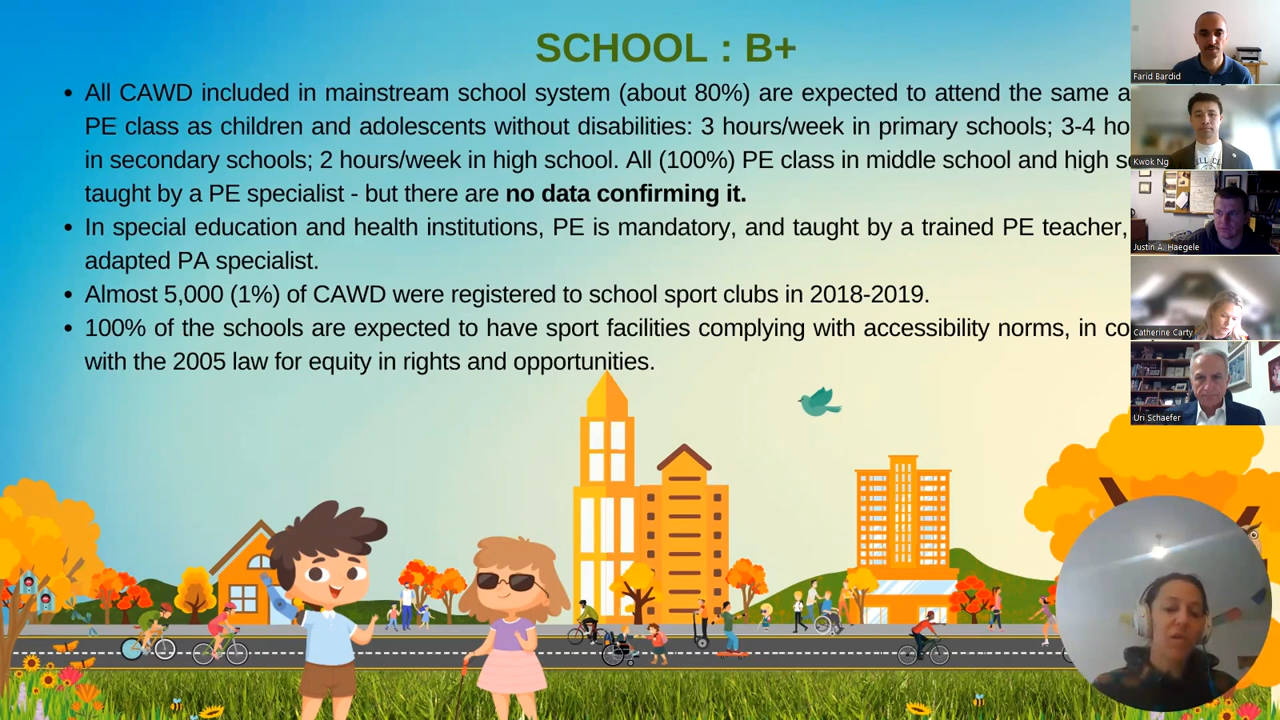 SCHOOL : B+
• All CAWD included in mainstream school system (about 80%) are expected to attend the same a
PE class as children and adolescents without disabilities: 3 hours/week in primary schools; 3-4 ho
in secondary schools; 2 hours/week in high school. All (100%) PE class in middle school and high sc
taught by a PE specialist - but there are no data confirming it.
• In special education and health institutions, PE is mandatory, and taught by a trained PE teacher,
adapted PA specialist.
• Almost 5,000 (1%) of CAWD were registered to school sport clubs in 2018-2019.
• 100% of the schools are expected to have sport facilities complying with accessibility norms, in co
with the 2005 law for equity in rights and opportunities.
Farid Bardid
Kwok Ng
Justin A. Haegele
Catherine Carty
Uri Schaefer